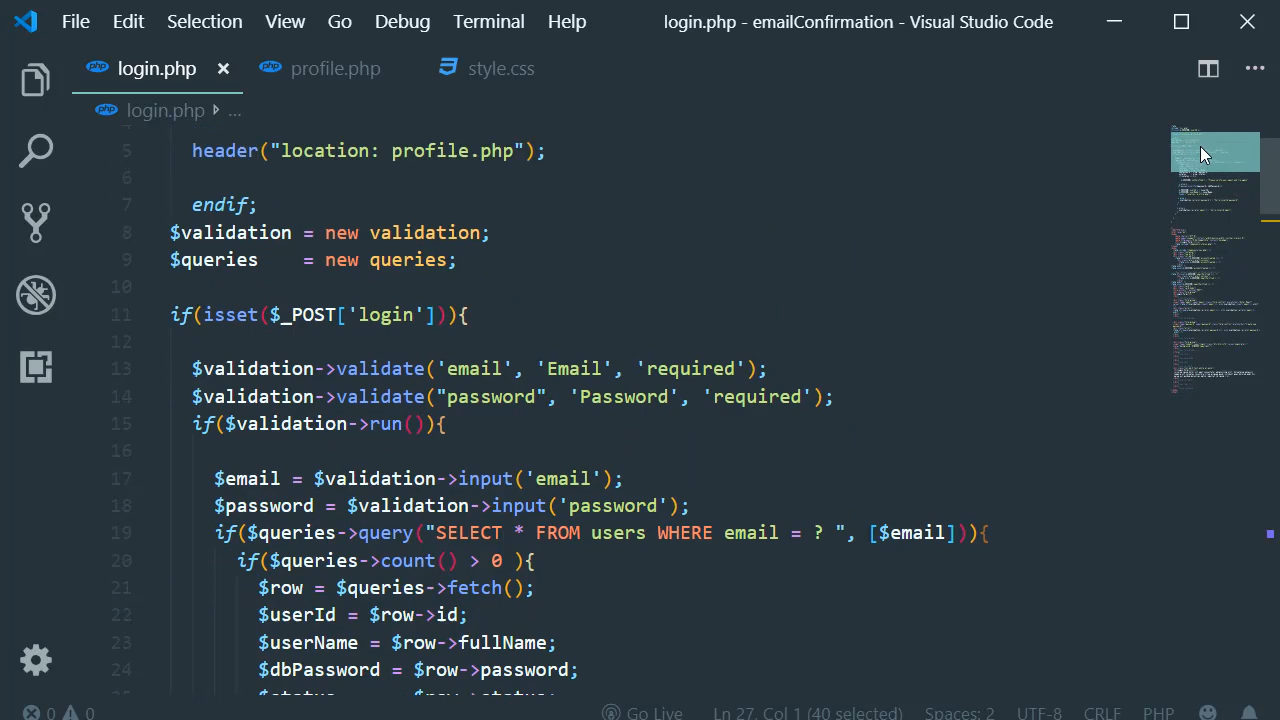 File Edit Selection View Go Debug Terminal Help login.php - emailConfirmation - Visual Studio Code
php login.php php profile.php style.css
php login.php ...
5 header("location: profile.php");
6
7 endif;
8 $validation = new validation;
9 $queries = new queries;
10
11 if(isset($_POST['login'])){
12
13 $validation->validate('email', 'Email', 'required');
14 $validation->validate("password", 'Password', 'required');
15 if($validation->run()){
16
17 $email = $validation->input('email');
18 $password = $validation->input('password');
19 if($queries->query("SELECT * FROM users WHERE email = ? ", [$email])){
20 if($queries->count() > 0 ){
21 $row = $queries->fetch();
22 $userId = $row->id;
23 $userName = $row->fullName;
24 $dbPassword = $row->password;
0 0 Go Live Ln 27, Col 1 (40 selected) Spaces: 2 UTF-8 CRLF PHP